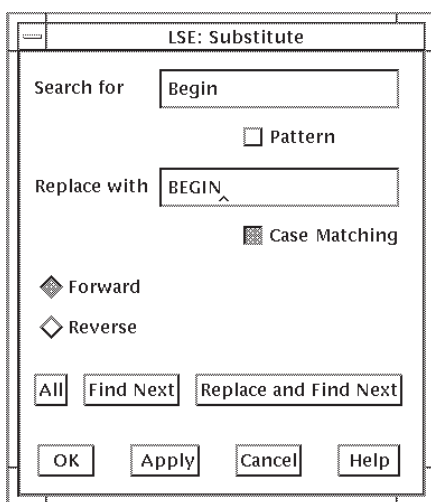 LSE: Substitute
Search for Begin
Pattern
Replace with BEGIN
Case Matching
Forward
Reverse
All Find Next Replace and Find Next
OK Apply Cancel Help